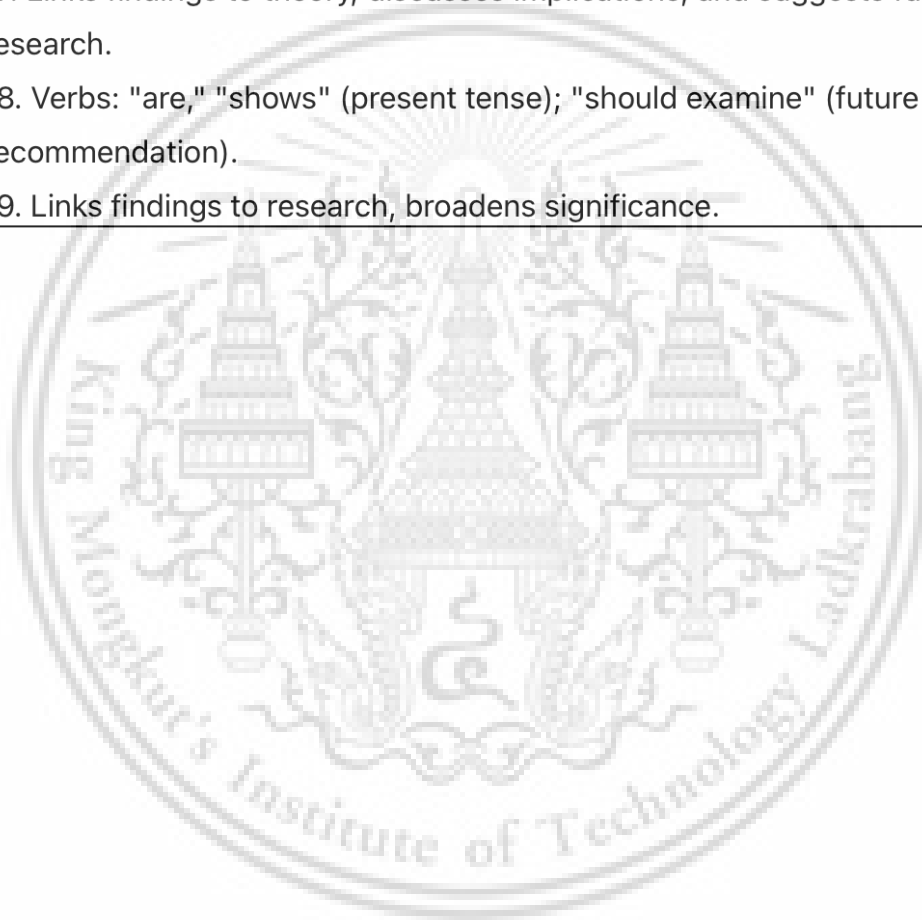 esearch.
8. Verbs: "are," "shows" (present tense); "should examine" (future
ecommendation).
9. Links findings to research, broadens significance.
King Mongkut's Institute of Technology Ladkrabang